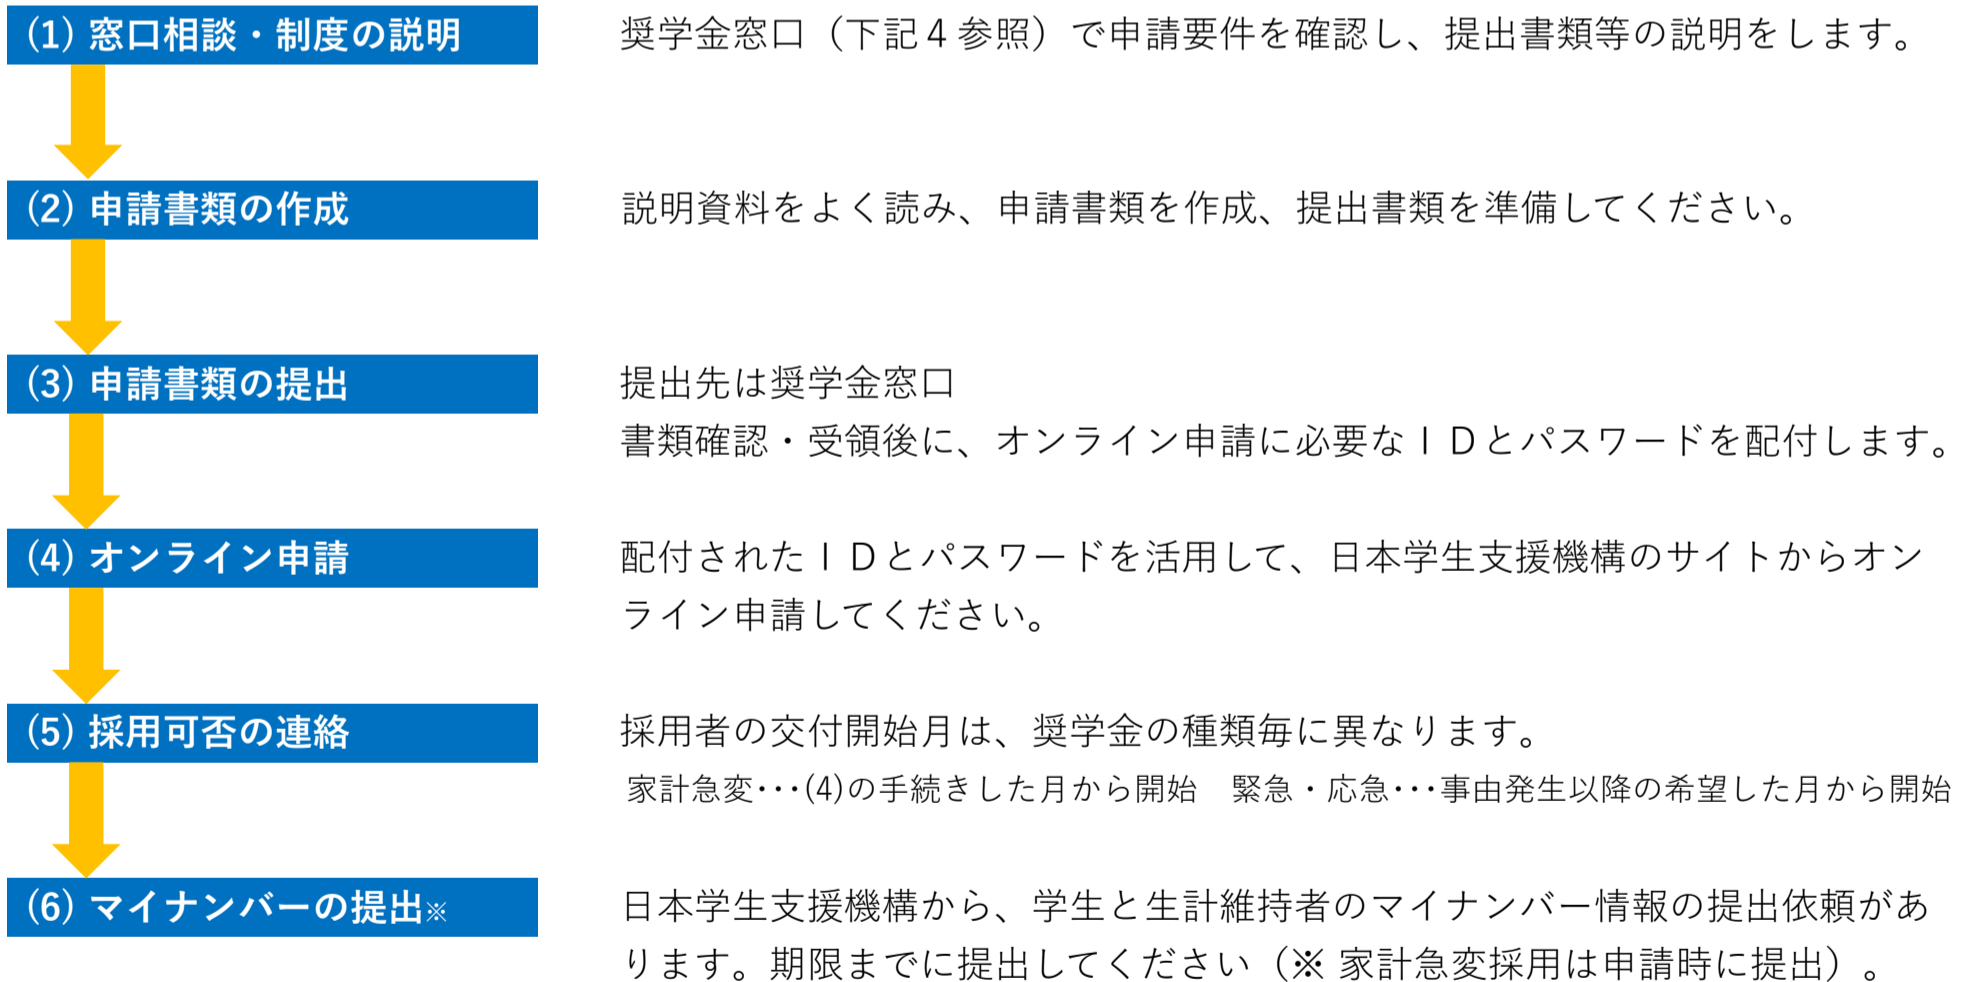 (1) 窓口相談・制度の説明
奨学金窓口（下記４参照）で申請要件を確認し、提出書類等の説明をします。
(2) 申請書類の作成
説明資料をよく読み、申請書類を作成、提出書類を準備してください。
(3) 申請書類の提出
提出先は奨学金窓口
書類確認・受領後に、オンライン申請に必要なＩＤとパスワードを配付します。
(4) オンライン申請
配付されたＩＤとパスワードを活用して、日本学生支援機構のサイトからオン
ライン申請してください。
(5) 採用可否の連絡
採用者の交付開始月は、奨学金の種類毎に異なります。
家計急変･･･(4)の手続きした月から開始　緊急・応急･･･事由発生以降の希望した月から開始
(6) マイナンバーの提出※
日本学生支援機構から、学生と生計維持者のマイナンバー情報の提出依頼があ
ります。期限までに提出してください（※ 家計急変採用は申請時に提出）。